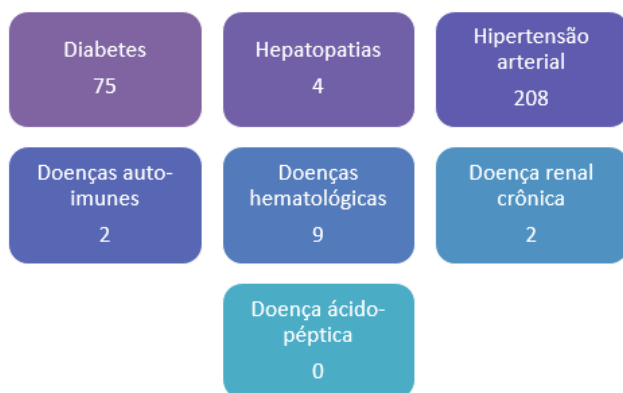 Diabetes
75
Hepatopatias
4
Hipertensão
arterial
208
Doenças auto-
imunes
2
Doenças
hematológicas
9
Doença renal
crônica
2
Doença ácido-
péptica
0